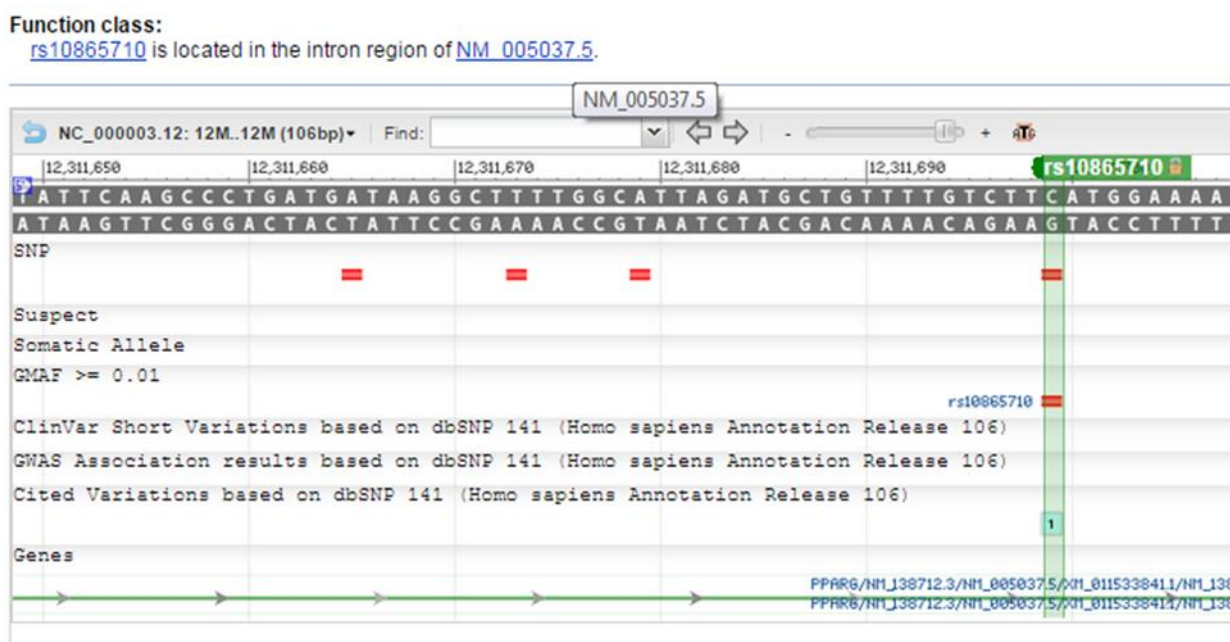 Function class:
rs10865710 is located in the intron region of NM_005037.5.
NM_005037.5
NC_000003.12: 12M..12M (106bp) Find: - + ATG
12,311,650 12,311,660 12,311,670 12,311,680 12,311,690 rs10865710
T A T T C A A G C C C T G A T G A T A A G G C T T T T G G C A T T A G A T G C T G T T T T G T C T T C A T G G A A A A
A T A A G T T C G G G A C T A C T A T T C C G A A A A C C G T A A T C T A C G A C A A A A C A G A A G T A C C T T T T
SNP
Suspect
Somatic Allele
GMAF >= 0.01
rs10865710
ClinVar Short Variations based on dbSNP 141 (Homo sapiens Annotation Release 106)
GWAS Association results based on dbSNP 141 (Homo sapiens Annotation Release 106)
Cited Variations based on dbSNP 141 (Homo sapiens Annotation Release 106)
1
Genes
PPARG/NM_138712.3/NM_005037.5/XM_011533841.1/NM_138
PPARG/NM_138712.3/NM_005037.5/XM_011533841.1/NM_138